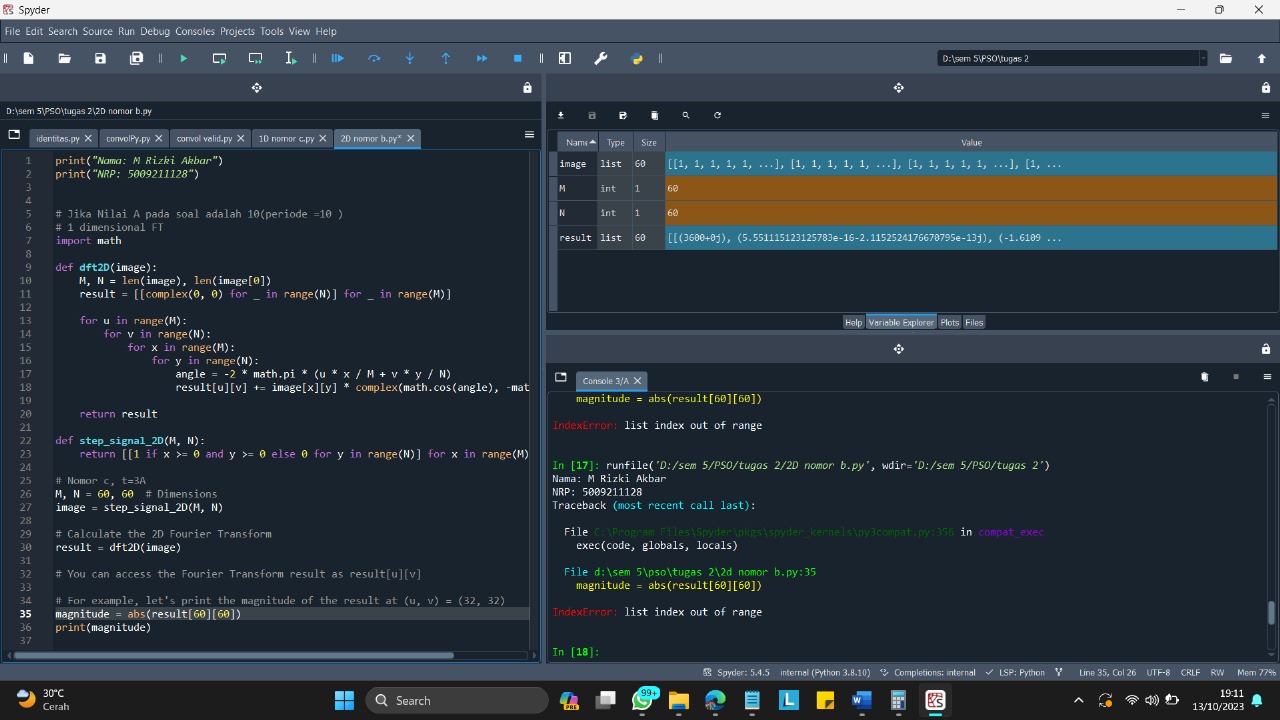 Spyder
File Edit Search Source Run Debug Consoles Projects Tools View Help
D:\sem 5\PSO\tugas 2
D:\sem 5\PSO\tugas 2\2D nomor b.py
identitas.py convolPy.py convol valid.py 1D nomor c.py 2D nomor b.py*
1 print("Nama: M Rizki Akbar")
2 print("NRP: 5009211128")
3
4
5 # Jika Nilai A pada soal adalah 10(periode =10 )
6 # 1 dimensional FT
7 import math
8
9 def dft2D(image):
10 M, N = len(image), len(image[0])
11 result = [[complex(0, 0) for _ in range(N)] for _ in range(M)]
12
13 for u in range(M):
14 for v in range(N):
15 for x in range(M):
16 for y in range(N):
17 angle = -2 * math.pi * (u * x / M + v * y / N)
18 result[u][v] += image[x][y] * complex(math.cos(angle), -mat
19
20 return result
21
22 def step_signal_2D(M, N):
23 return [[1 if x >= 0 and y >= 0 else 0 for y in range(N)] for x in range(M)
24
25 # Nomor c, t=3A
26 M, N = 60, 60 # Dimensions
27 image = step_signal_2D(M, N)
28
29 # Calculate the 2D Fourier Transform
30 result = dft2D(image)
31
32 # You can access the Fourier Transform result as result[u][v]
33
34 # For example, let's print the magnitude of the result at (u, v) = (32, 32)
35 magnitude = abs(result[60][60])
36 print(magnitude)
37
Name Type Size Value
image list 60 [[1, 1, 1, 1, 1, ...], [1, 1, 1, 1, 1, ...], [1, 1, 1, 1, 1, ...], [1, ...
M int 1 60
N int 1 60
result list 60 [[(3600+0j), (5.551115123125783e-16-2.1152524176670795e-13j), (-1.6109 ...
Help Variable Explorer Plots Files
Console 3/A
magnitude = abs(result[60][60])
IndexError: list index out of range
In [17]: runfile('D:/sem 5/PSO/tugas 2/2D nomor b.py', wdir='D:/sem 5/PSO/tugas 2')
Nama: M Rizki Akbar
NRP: 5009211128
Traceback (most recent call last):
File C:\Program Files\Spyder\pkgs\spyder_kernels\py3compat.py:356 in compat_exec
exec(code, globals, locals)
File d:\sem 5\pso\tugas 2\2d nomor b.py:35
magnitude = abs(result[60][60])
IndexError: list index out of range
In [18]:
Spyder: 5.4.5 internal (Python 3.8.10) Completions: internal LSP: Python Line 35, Col 26 UTF-8 CRLF RW Mem 77%
30°C
Cerah
Search
PRE
99+
L
19:11
13/10/2023